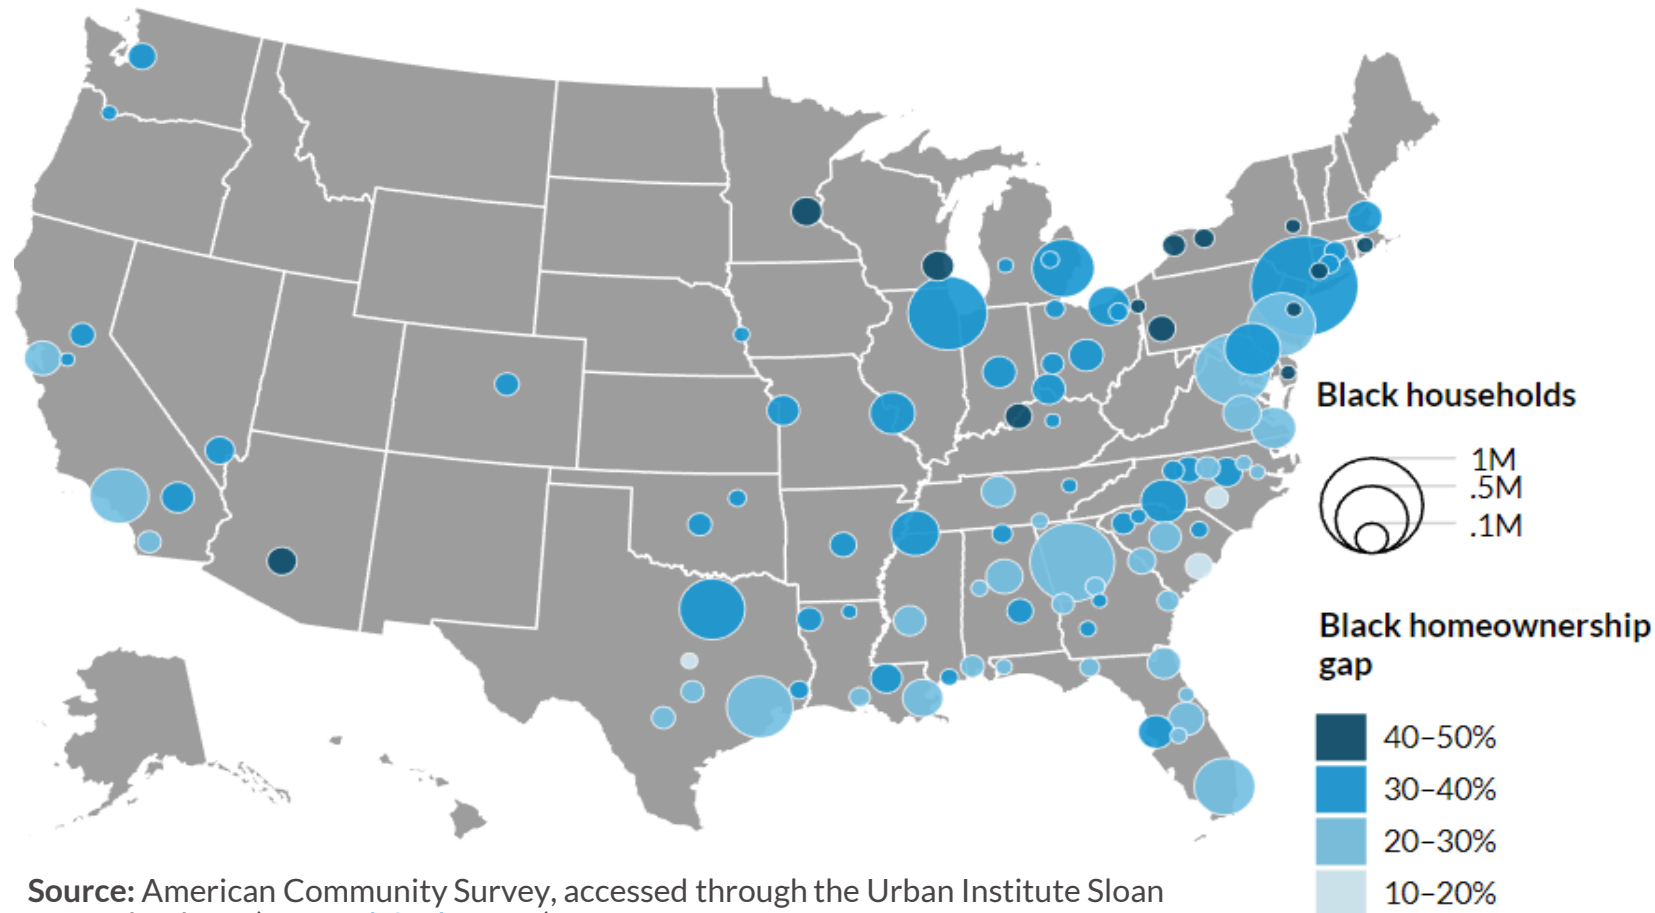 Black households
1M
.5M
.1M
Black homeownership
gap
40–50%
30–40%
20–30%
10–20%
Source: American Community Survey, accessed through the Urban Institute Sloan